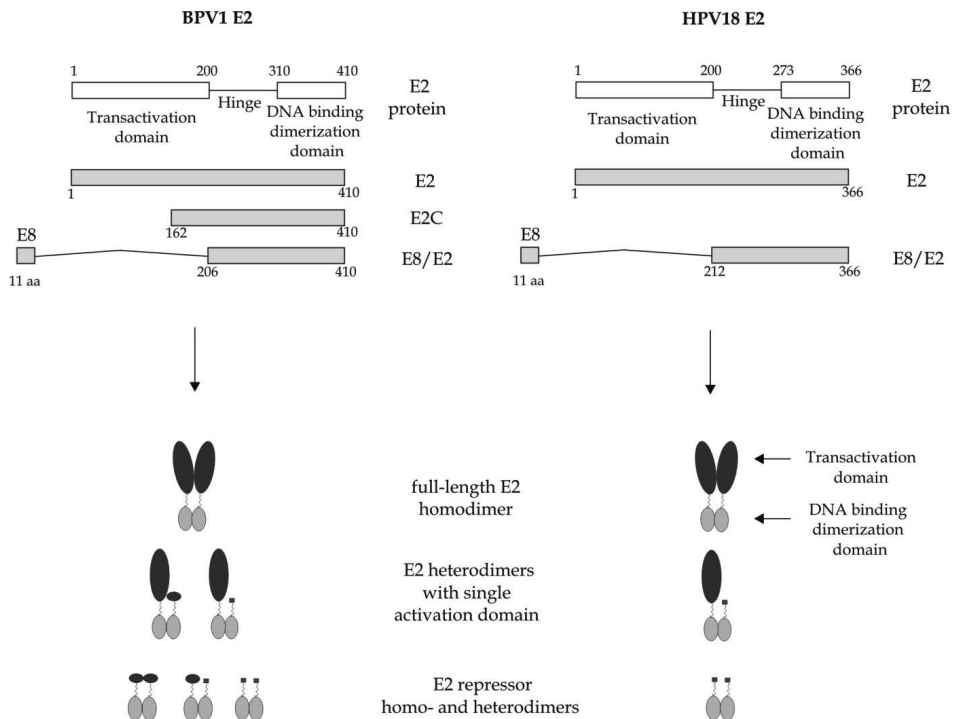 BPV1 E2
1 200 310 410
Hinge
Transactivation
domain
DNA binding
dimerization
domain
E2
protein
1 410
E2
162 410
E2C
E8
11 aa
206 410
E8/E2
HPV18 E2
1 200 273 366
Hinge
Transactivation
domain
DNA binding
dimerization
domain
E2
protein
1 366
E2
E8
11 aa
212 366
E8/E2
full-length E2
homodimer
Transactivation
domain
DNA binding
dimerization
domain
E2 heterodimers
with single
activation domain
E2 repressor
homo- and heterodimers